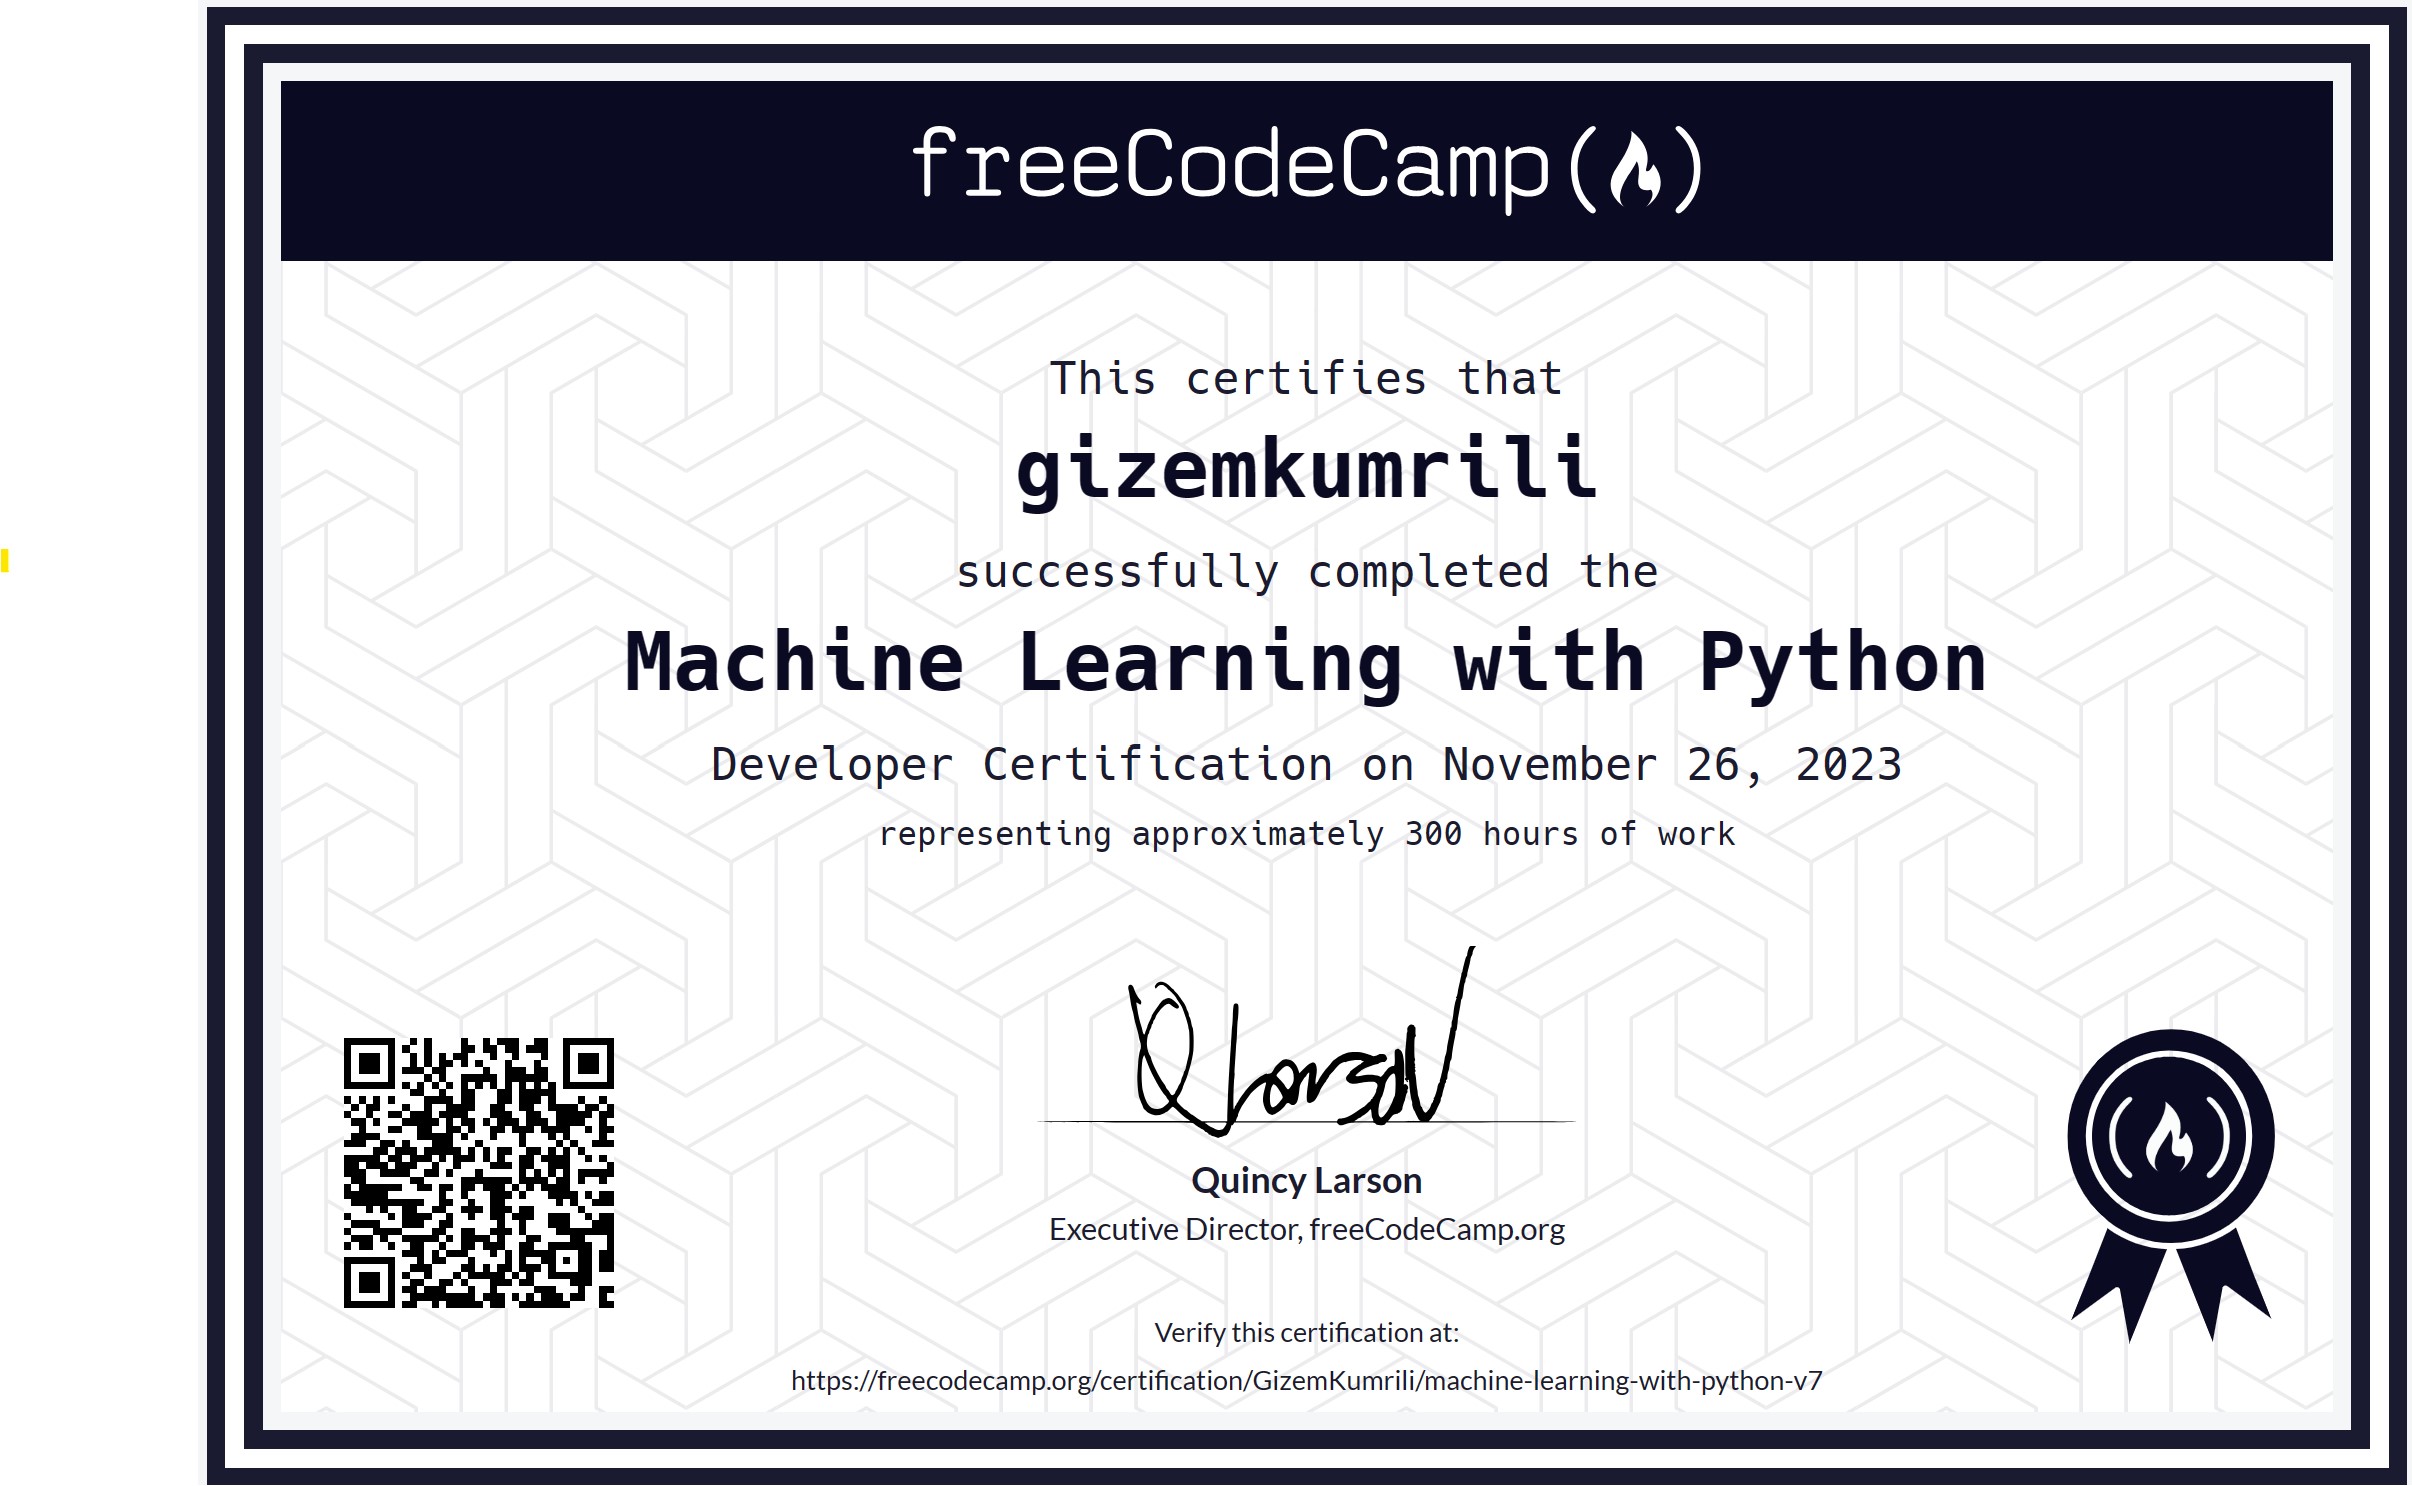 freeCodeCamp
This certifies that
gizemkumrili
successfully completed the
Machine Learning with Python
Developer Certification on November 26, 2023
representing approximately 300 hours of work
Quincy Larson
Executive Director, freeCodeCamp.org
Verify this certification at:
https://freecodecamp.org/certification/GizemKumrili/machine-learning-with-python-v7